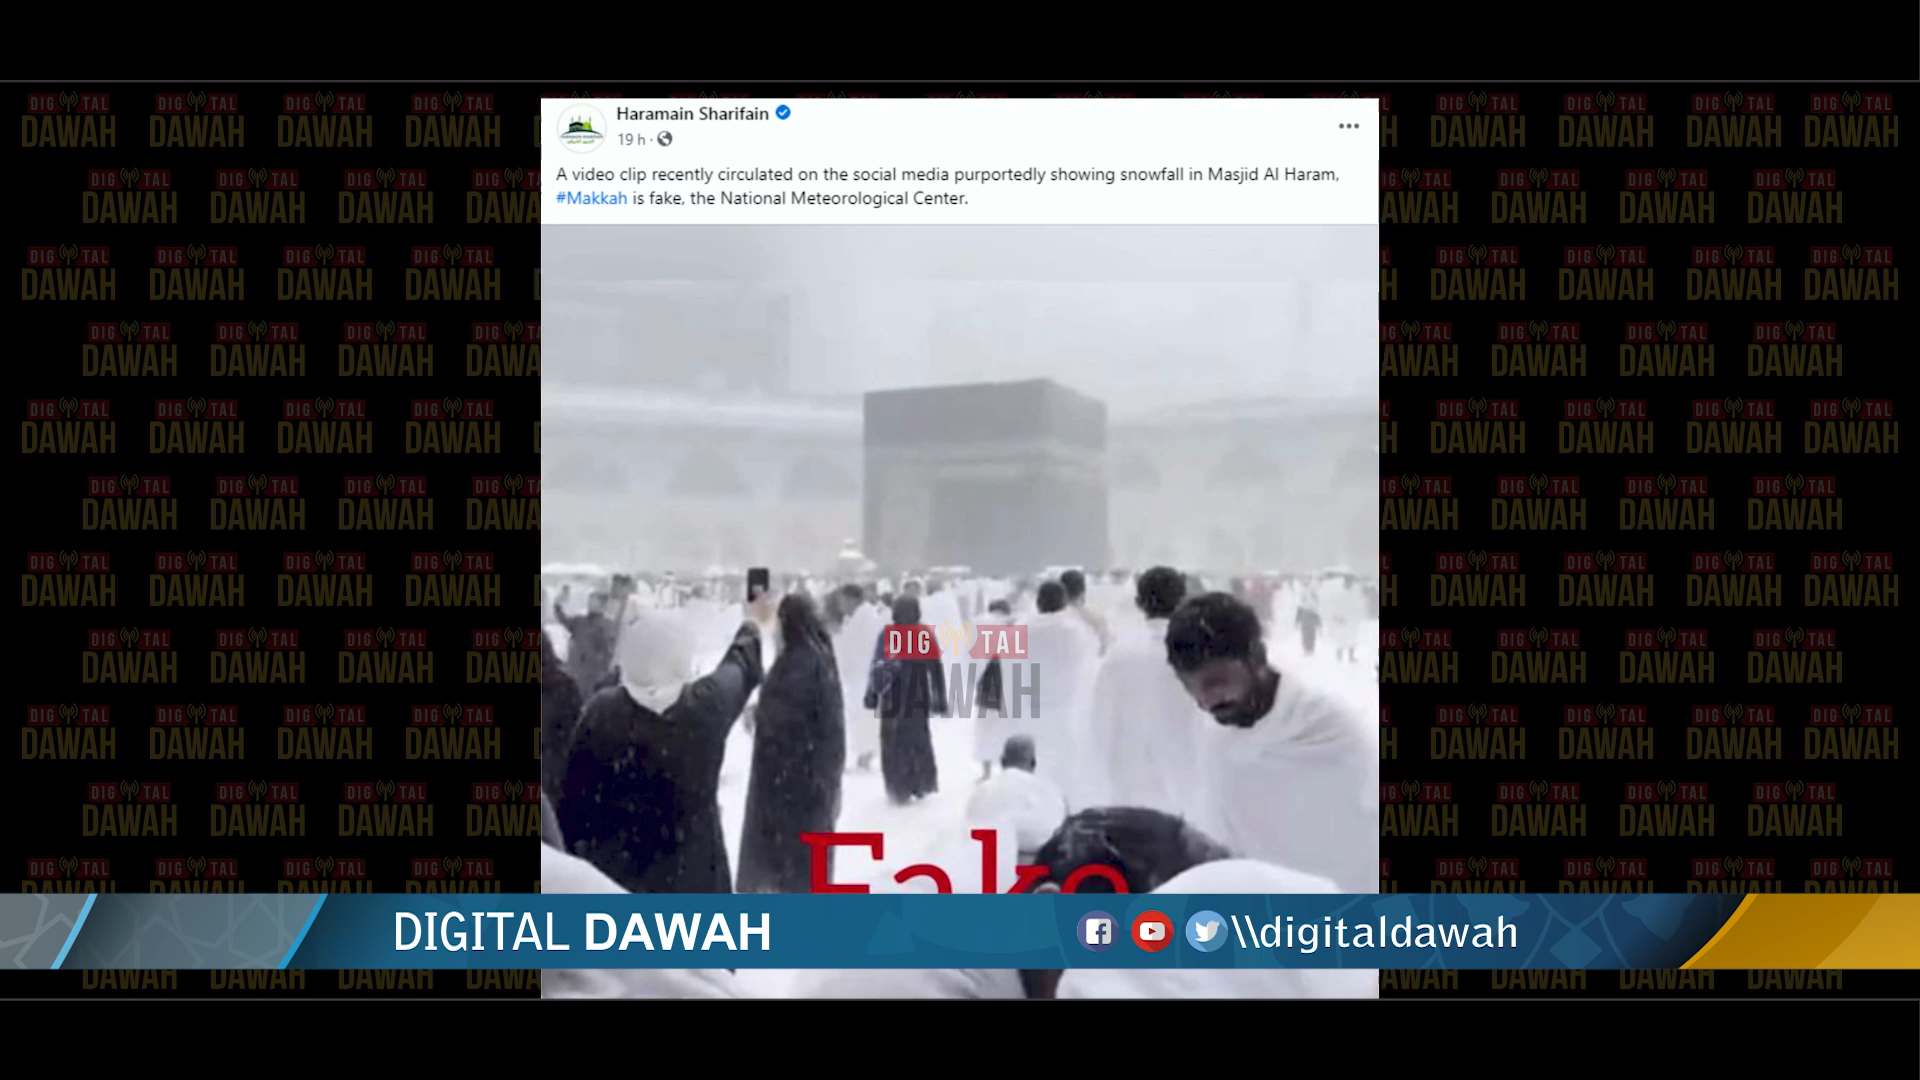 Haramain Sharifain
19 h ·
A video clip recently circulated on the social media purportedly showing snowfall in Masjid Al Haram,
#Makkah is fake, the National Meteorological Center.
DIGITAL
DAWAH
Fake
DIGITAL DAWAH
\\digitaldawah